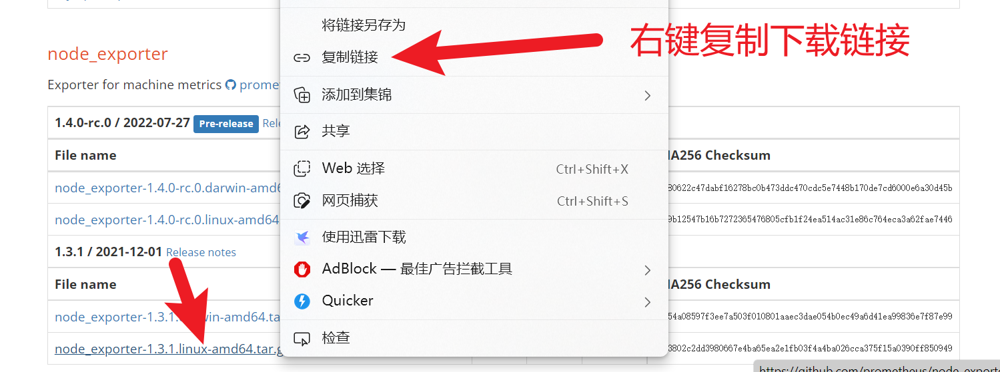 将链接另存为
右键复制下载链接
node_exporter
复制链接
Exporter for machine metrics prome
添加到集锦
1.4.0-rc.0 / 2022-07-27 Pre-release Rele
共享
File name
IA256 Checksum
Web 选择 Ctrl+Shift+X
node_exporter-1.4.0-rc.0.darwin-amd6
80622c47dabf16278bc0b473ddc470cdc5e7448b170de7cd6000e6a30d45b
网页捕获 Ctrl+Shift+S
node_exporter-1.4.0-rc.0.linux-amd64
9b12547b16b7272365476805cfb1f24ea514ac31e86c764eca3a62fae7446
使用迅雷下载
1.3.1 / 2021-12-01 Release notes
AdBlock — 最佳广告拦截工具
File name
IA256 Checksum
Quicker
node_exporter-1.3.1. win-amd64.ta
54a08597f3ee7a503f010801aaec3dae054b0ec49a6d41ea99836e7f87e99
检查
node_exporter-1.3.1.linux-amd64.tar.g
3802c2dd3980667e4ba65ea2e1fb03f4a4ba026cca375f15a0390ff850949
https://github.com/prometheus/node_exporte